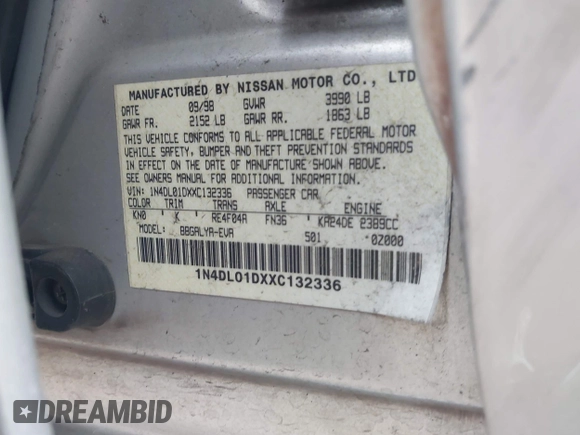 MANUFACTURED BY NISSAN MOTOR CO., LTD.
DATE 09/98 GVWR 3990 LB
GAWR FR. 2152 LB GAWR RR. 1863 LB
THIS VEHICLE CONFORMS TO ALL APPLICABLE FEDERAL MOTOR
VEHICLE SAFETY, BUMPER AND THEFT PREVENTION STANDARDS
IN EFFECT ON THE DATE OF MANUFACTURE SHOWN ABOVE.
SEE OWNERS MANUAL FOR ADDITIONAL INFORMATION
VIN: 1N4DL01DXXC132336 PASSENGER CAR
COLOR TRIM TRANS AXLE ENGINE
KN0 K RE4F04A FN36 KA24DE 2389CC
MODEL: BBGALYA-EVA 501 0Z000
1N4DL01DXXC132336
DREAMBID